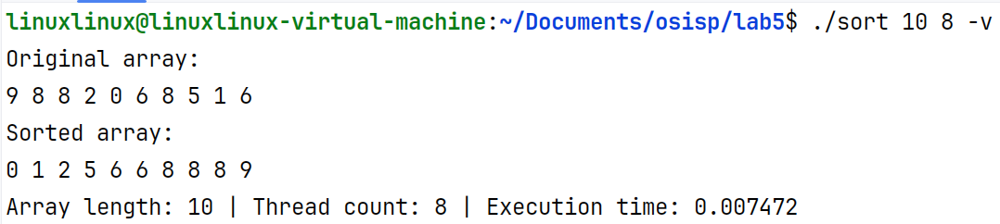 linuxlinux@linuxlinux-virtual-machine:~/Documents/osisp/lab5$ ./sort 10 8 -v
Original array:
9 8 8 2 0 6 8 5 1 6
Sorted array:
0 1 2 5 6 6 8 8 8 9
Array length: 10 | Thread count: 8 | Execution time: 0.007472